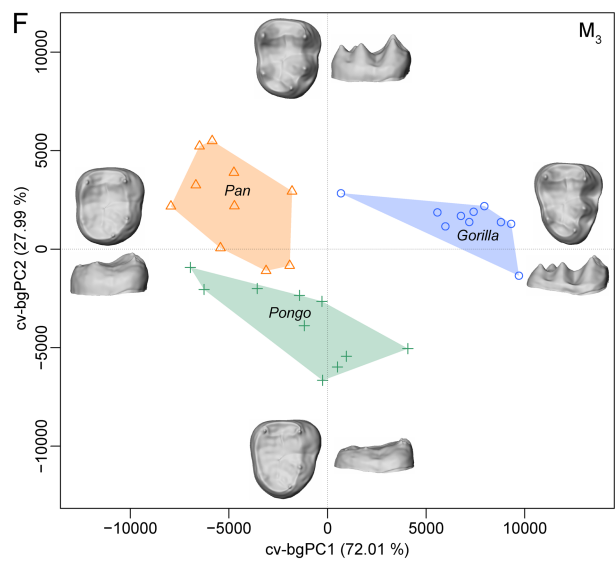 F
M3
10000
5000
0
−5000
−10000
cv-bgPC2 (27.99 %)
Pan
Gorilla
Pongo
−10000 −5000 0 5000 10000
cv-bgPC1 (72.01 %)